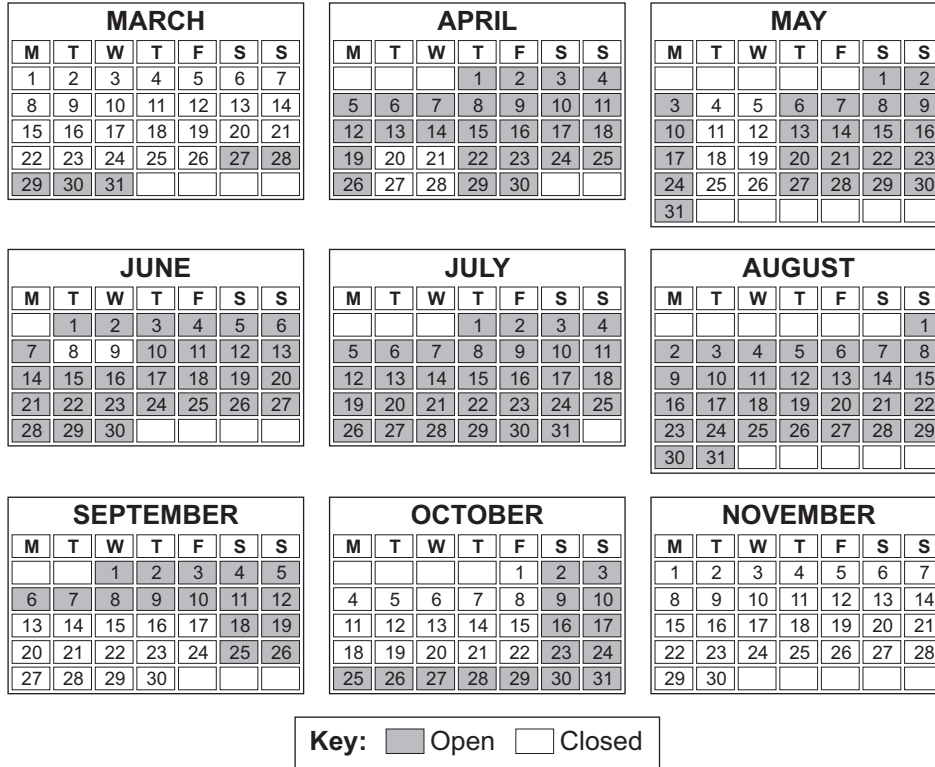 MARCH
M T W T F S S
1 2 3 4 5 6 7
8 9 10 11 12 13 14
15 16 17 18 19 20 21
22 23 24 25 26 27 28
29 30 31
APRIL
M T W T F S S
1 2 3 4
5 6 7 8 9 10 11
12 13 14 15 16 17 18
19 20 21 22 23 24 25
26 27 28 29 30
MAY
M T W T F S S
1 2
3 4 5 6 7 8 9
10 11 12 13 14 15 16
17 18 19 20 21 22 23
24 25 26 27 28 29 30
31
JUNE
M T W T F S S
1 2 3 4 5 6
7 8 9 10 11 12 13
14 15 16 17 18 19 20
21 22 23 24 25 26 27
28 29 30
JULY
M T W T F S S
1 2 3 4
5 6 7 8 9 10 11
12 13 14 15 16 17 18
19 20 21 22 23 24 25
26 27 28 29 30 31
AUGUST
M T W T F S S
1
2 3 4 5 6 7 8
9 10 11 12 13 14 15
16 17 18 19 20 21 22
23 24 25 26 27 28 29
30 31
SEPTEMBER
M T W T F S S
1 2 3 4 5
6 7 8 9 10 11 12
13 14 15 16 17 18 19
20 21 22 23 24 25 26
27 28 29 30
OCTOBER
M T W T F S S
1 2 3
4 5 6 7 8 9 10
11 12 13 14 15 16 17
18 19 20 21 22 23 24
25 26 27 28 29 30 31
NOVEMBER
M T W T F S S
1 2 3 4 5 6 7
8 9 10 11 12 13 14
15 16 17 18 19 20 21
22 23 24 25 26 27 28
29 30
Key: Open Closed